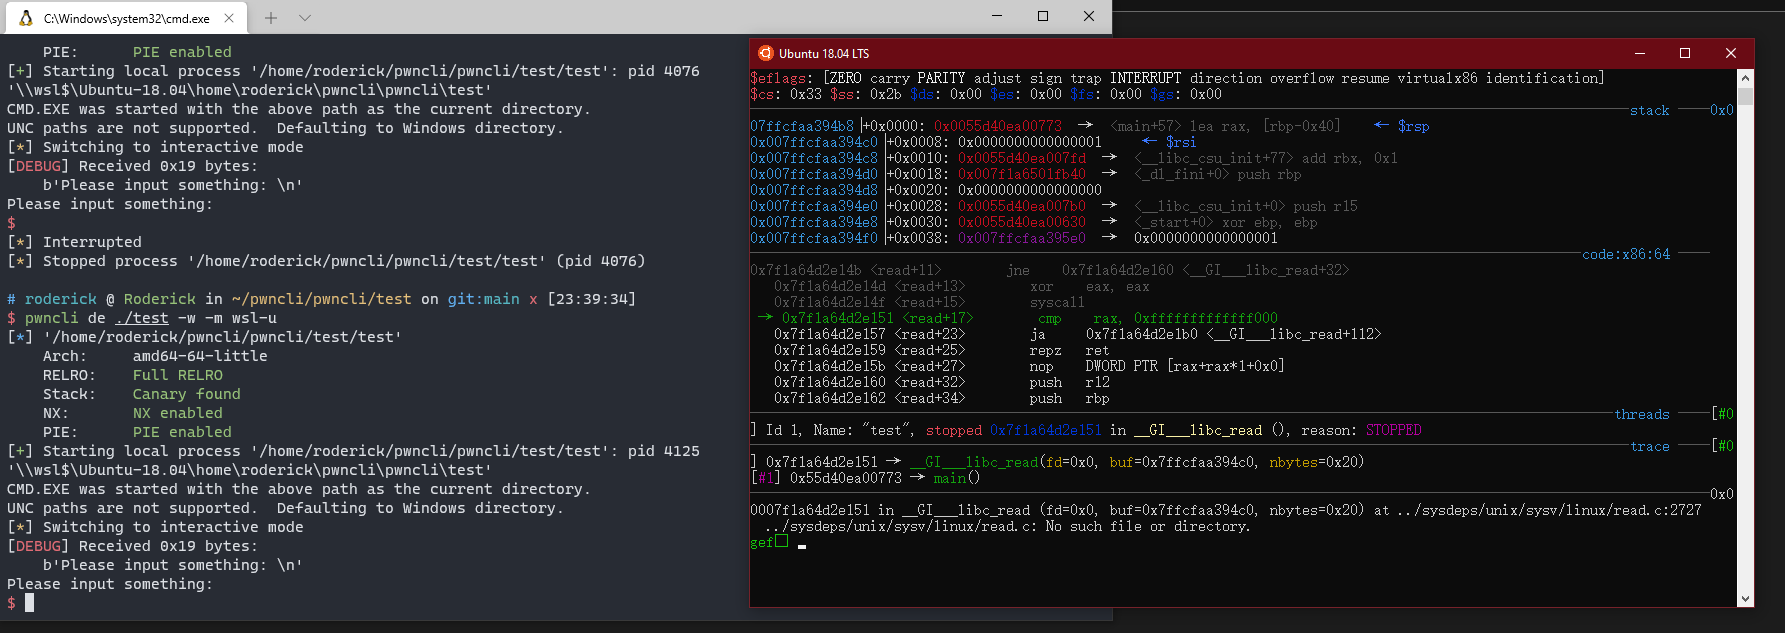 C:\Windows\system32\cmd.exe
    PIE:      PIE enabled
[+] Starting local process '/home/roderick/pwncli/pwncli/test/test': pid 4076
'\\wsl$\Ubuntu-18.04\home\roderick\pwncli\pwncli\test'
CMD.EXE was started with the above path as the current directory.
UNC paths are not supported.  Defaulting to Windows directory.
[*] Switching to interactive mode
[DEBUG] Received 0x19 bytes:
    b'Please input something: \n'
Please input something:
$
[*] Interrupted
[*] Stopped process '/home/roderick/pwncli/pwncli/test/test' (pid 4076)
# roderick @ Roderick in ~/pwncli/pwncli/test on git:main x [23:39:34]
$ pwncli de ./test -w -m wsl-u
[*] '/home/roderick/pwncli/pwncli/test/test'
    Arch:     amd64-64-little
    RELRO:    Full RELRO
    Stack:    Canary found
    NX:       NX enabled
    PIE:      PIE enabled
[+] Starting local process '/home/roderick/pwncli/pwncli/test/test': pid 4125
'\\wsl$\Ubuntu-18.04\home\roderick\pwncli\pwncli\test'
CMD.EXE was started with the above path as the current directory.
UNC paths are not supported.  Defaulting to Windows directory.
[*] Switching to interactive mode
[DEBUG] Received 0x19 bytes:
    b'Please input something: \n'
Please input something:
$
Ubuntu 18.04 LTS
$eflags: [ZERO carry PARITY adjust sign trap INTERRUPT direction overflow resume virtualx86 identification]
$cs: 0x33 $ss: 0x2b $ds: 0x00 $es: 0x00 $fs: 0x00 $gs: 0x00
stack 0x0
07ffcfaa394b8│+0x0000: 0x0055d40ea00773 → <main+57> lea rax, [rbp-0x40] ← $rsp
0x007ffcfaa394c0│+0x0008: 0x0000000000000001 ← $rsi
0x007ffcfaa394c8│+0x0010: 0x0055d40ea007fd → <__libc_csu_init+77> add rbx, 0x1
0x007ffcfaa394d0│+0x0018: 0x007f1a6501fb40 → <_dl_fini+0> push rbp
0x007ffcfaa394d8│+0x0020: 0x0000000000000000
0x007ffcfaa394e0│+0x0028: 0x0055d40ea007b0 → <__libc_csu_init+0> push r15
0x007ffcfaa394e8│+0x0030: 0x0055d40ea00630 → <_start+0> xor ebp, ebp
0x007ffcfaa394f0│+0x0038: 0x007ffcfaa395e0 → 0x0000000000000001
code:x86:64
0x7f1a64d2e14b <read+11> jne 0x7f1a64d2e160 <__GI___libc_read+32>
0x7f1a64d2e14d <read+13> xor eax, eax
0x7f1a64d2e14f <read+15> syscall
→ 0x7f1a64d2e151 <read+17> cmp rax, 0xfffffffffffff000
0x7f1a64d2e157 <read+23> ja 0x7f1a64d2e1b0 <__GI___libc_read+112>
0x7f1a64d2e159 <read+25> repz ret
0x7f1a64d2e15b <read+27> nop DWORD PTR [rax+rax*1+0x0]
0x7f1a64d2e160 <read+32> push r12
0x7f1a64d2e162 <read+34> push rbp
threads [#0
] Id 1, Name: "test", stopped 0x7f1a64d2e151 in __GI___libc_read (), reason: STOPPED
trace [#0
] 0x7f1a64d2e151 → __GI___libc_read(fd=0x0, buf=0x7ffcfaa394c0, nbytes=0x20)
[#1] 0x55d40ea00773 → main()
0x0
0007f1a64d2e151 in __GI___libc_read (fd=0x0, buf=0x7ffcfaa394c0, nbytes=0x20) at ../sysdeps/unix/sysv/linux/read.c:2727
../sysdeps/unix/sysv/linux/read.c: No such file or directory.
gef